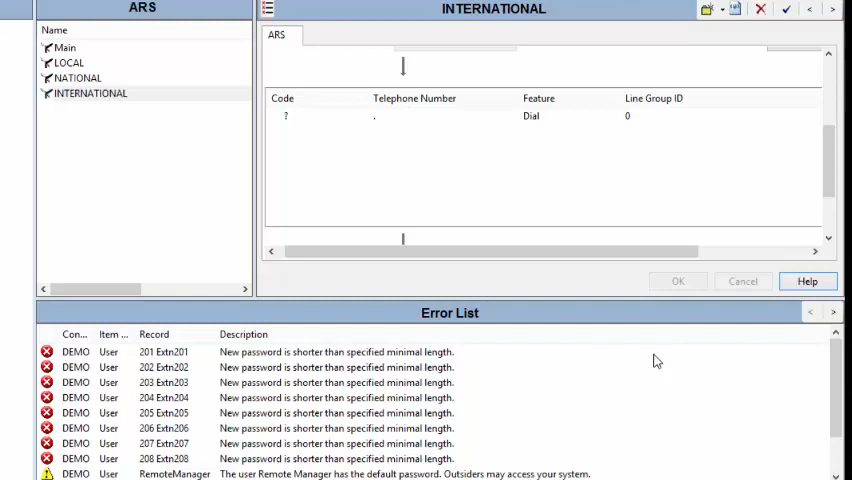 ARS
Name
Main
LOCAL
NATIONAL
INTERNATIONAL
INTERNATIONAL
ARS
Code Telephone Number Feature Line Group ID
? . Dial 0
OK Cancel Help
Error List
Con... Item ... Record Description
DEMO User 201 Extn201 New password is shorter than specified minimal length.
DEMO User 202 Extn202 New password is shorter than specified minimal length.
DEMO User 203 Extn203 New password is shorter than specified minimal length.
DEMO User 204 Extn204 New password is shorter than specified minimal length.
DEMO User 205 Extn205 New password is shorter than specified minimal length.
DEMO User 206 Extn206 New password is shorter than specified minimal length.
DEMO User 207 Extn207 New password is shorter than specified minimal length.
DEMO User 208 Extn208 New password is shorter than specified minimal length.
DEMO User RemoteManager The user Remote Manager has the default password. Outsiders may access your system.